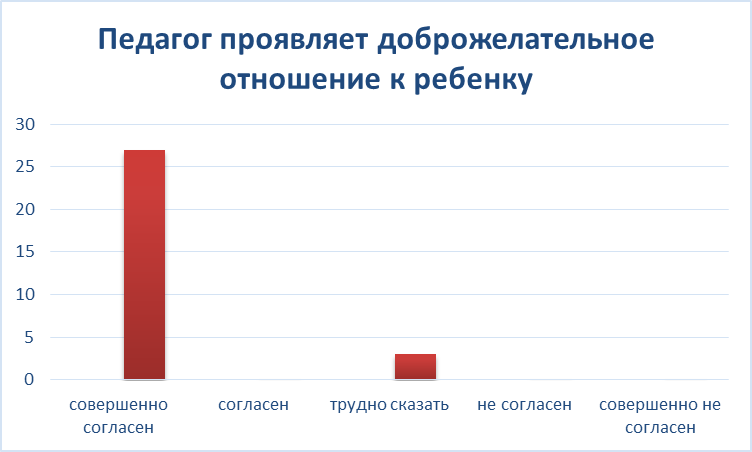 Педагог проявляет доброжелательное
отношение к ребенку
30
25
20
15
10
5
0
совершенно
согласен
согласен
трудно сказать
не согласен
совершенно не
согласен